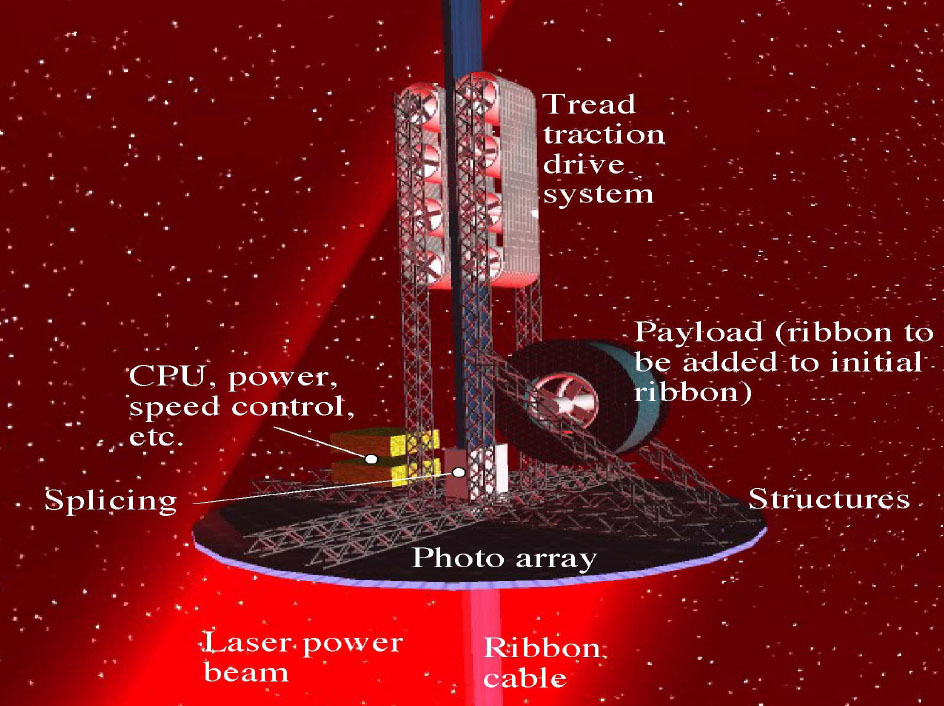 Tread
traction
drive
system
Payload (ribbon to
be added to initial
ribbon)
CPU, power,
speed control,
etc.
Splicing
Structures
Photo array
Laser power
beam
Ribbon
cable